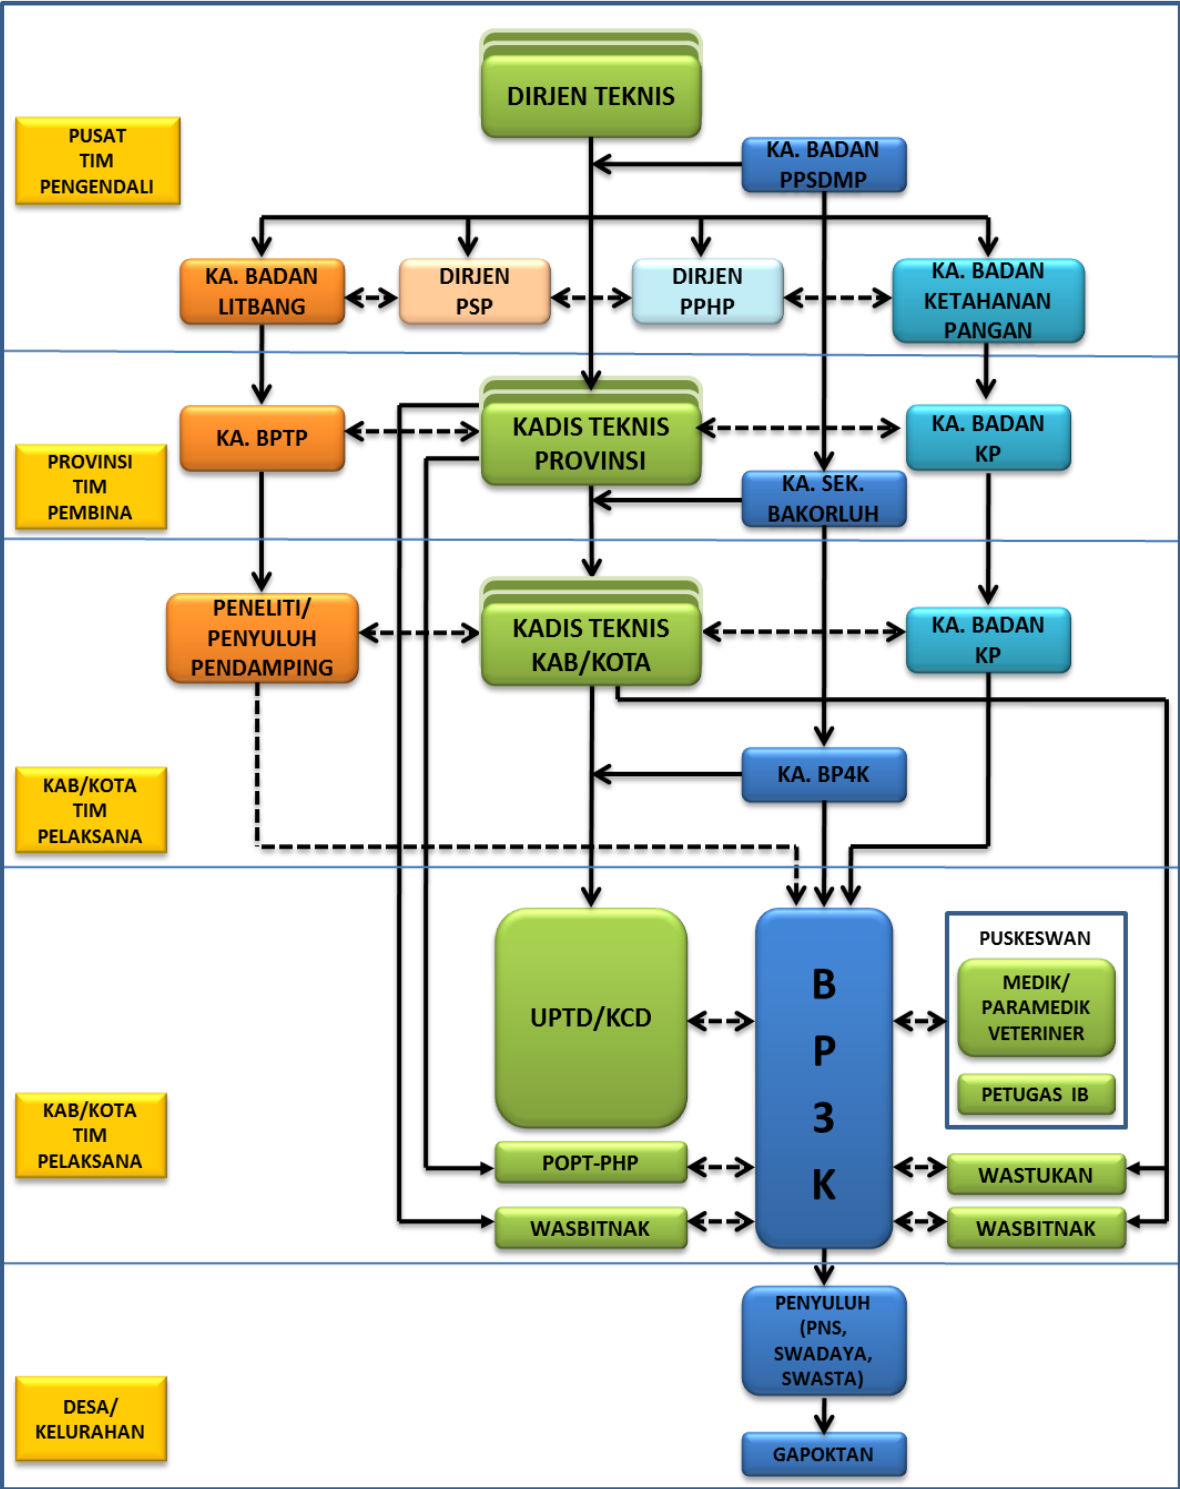 DIRJEN TEKNIS
PUSAT
TIM
PENGENDALI
KA. BADAN
PPSDMP
KA. BADAN
LITBANG
DIRJEN
PSP
DIRJEN
PPHP
KA. BADAN
KETAHANAN
PANGAN
PROVINSI
TIM
PEMBINA
KA. BPTP
KADIS TEKNIS
PROVINSI
KA. BADAN
KP
KA. SEK.
BAKORLUH
PENELITI/
PENYULUH
PENDAMPING
KADIS TEKNIS
KAB/KOTA
KA. BADAN
KP
KAB/KOTA
TIM
PELAKSANA
KA. BP4K
KAB/KOTA
TIM
PELAKSANA
UPTD/KCD
B
P
3
K
PUSKESWAN
MEDIK/
PARAMEDIK
VETERINER
PETUGAS IB
POPT-PHP
WASBITNAK
WASTUKAN
WASBITNAK
DESA/
KELURAHAN
PENYULUH
(PNS,
SWADAYA,
SWASTA)
GAPOKTAN